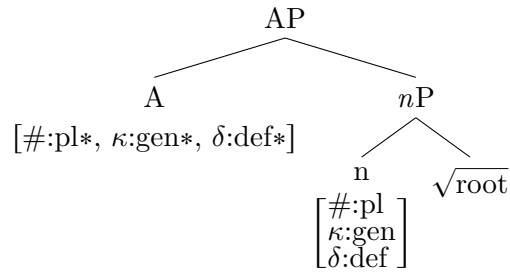 AP
A
nP
[#:pl*, κ:gen*, δ:def*]
n
√root
[#:pl
κ:gen
δ:def]